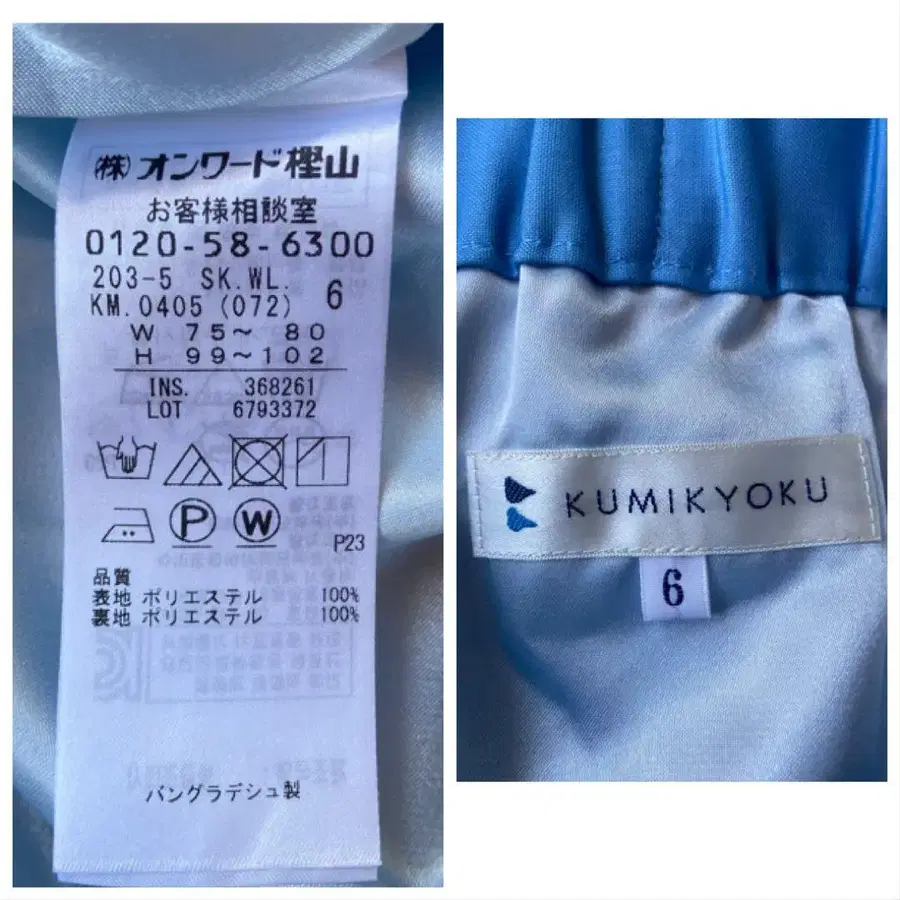 (株)オンワード樫山
お客様相談室
0120-58-6300
203-5 SK.WL.
KM.0405 (072) 6
W 75～ 80
H 99～102
INS. 368261
LOT 6793372
P W
P23
品質
表地 ポリエステル 100%
裏地 ポリエステル 100%
バングラデシュ製
KUMIKYOKU
6